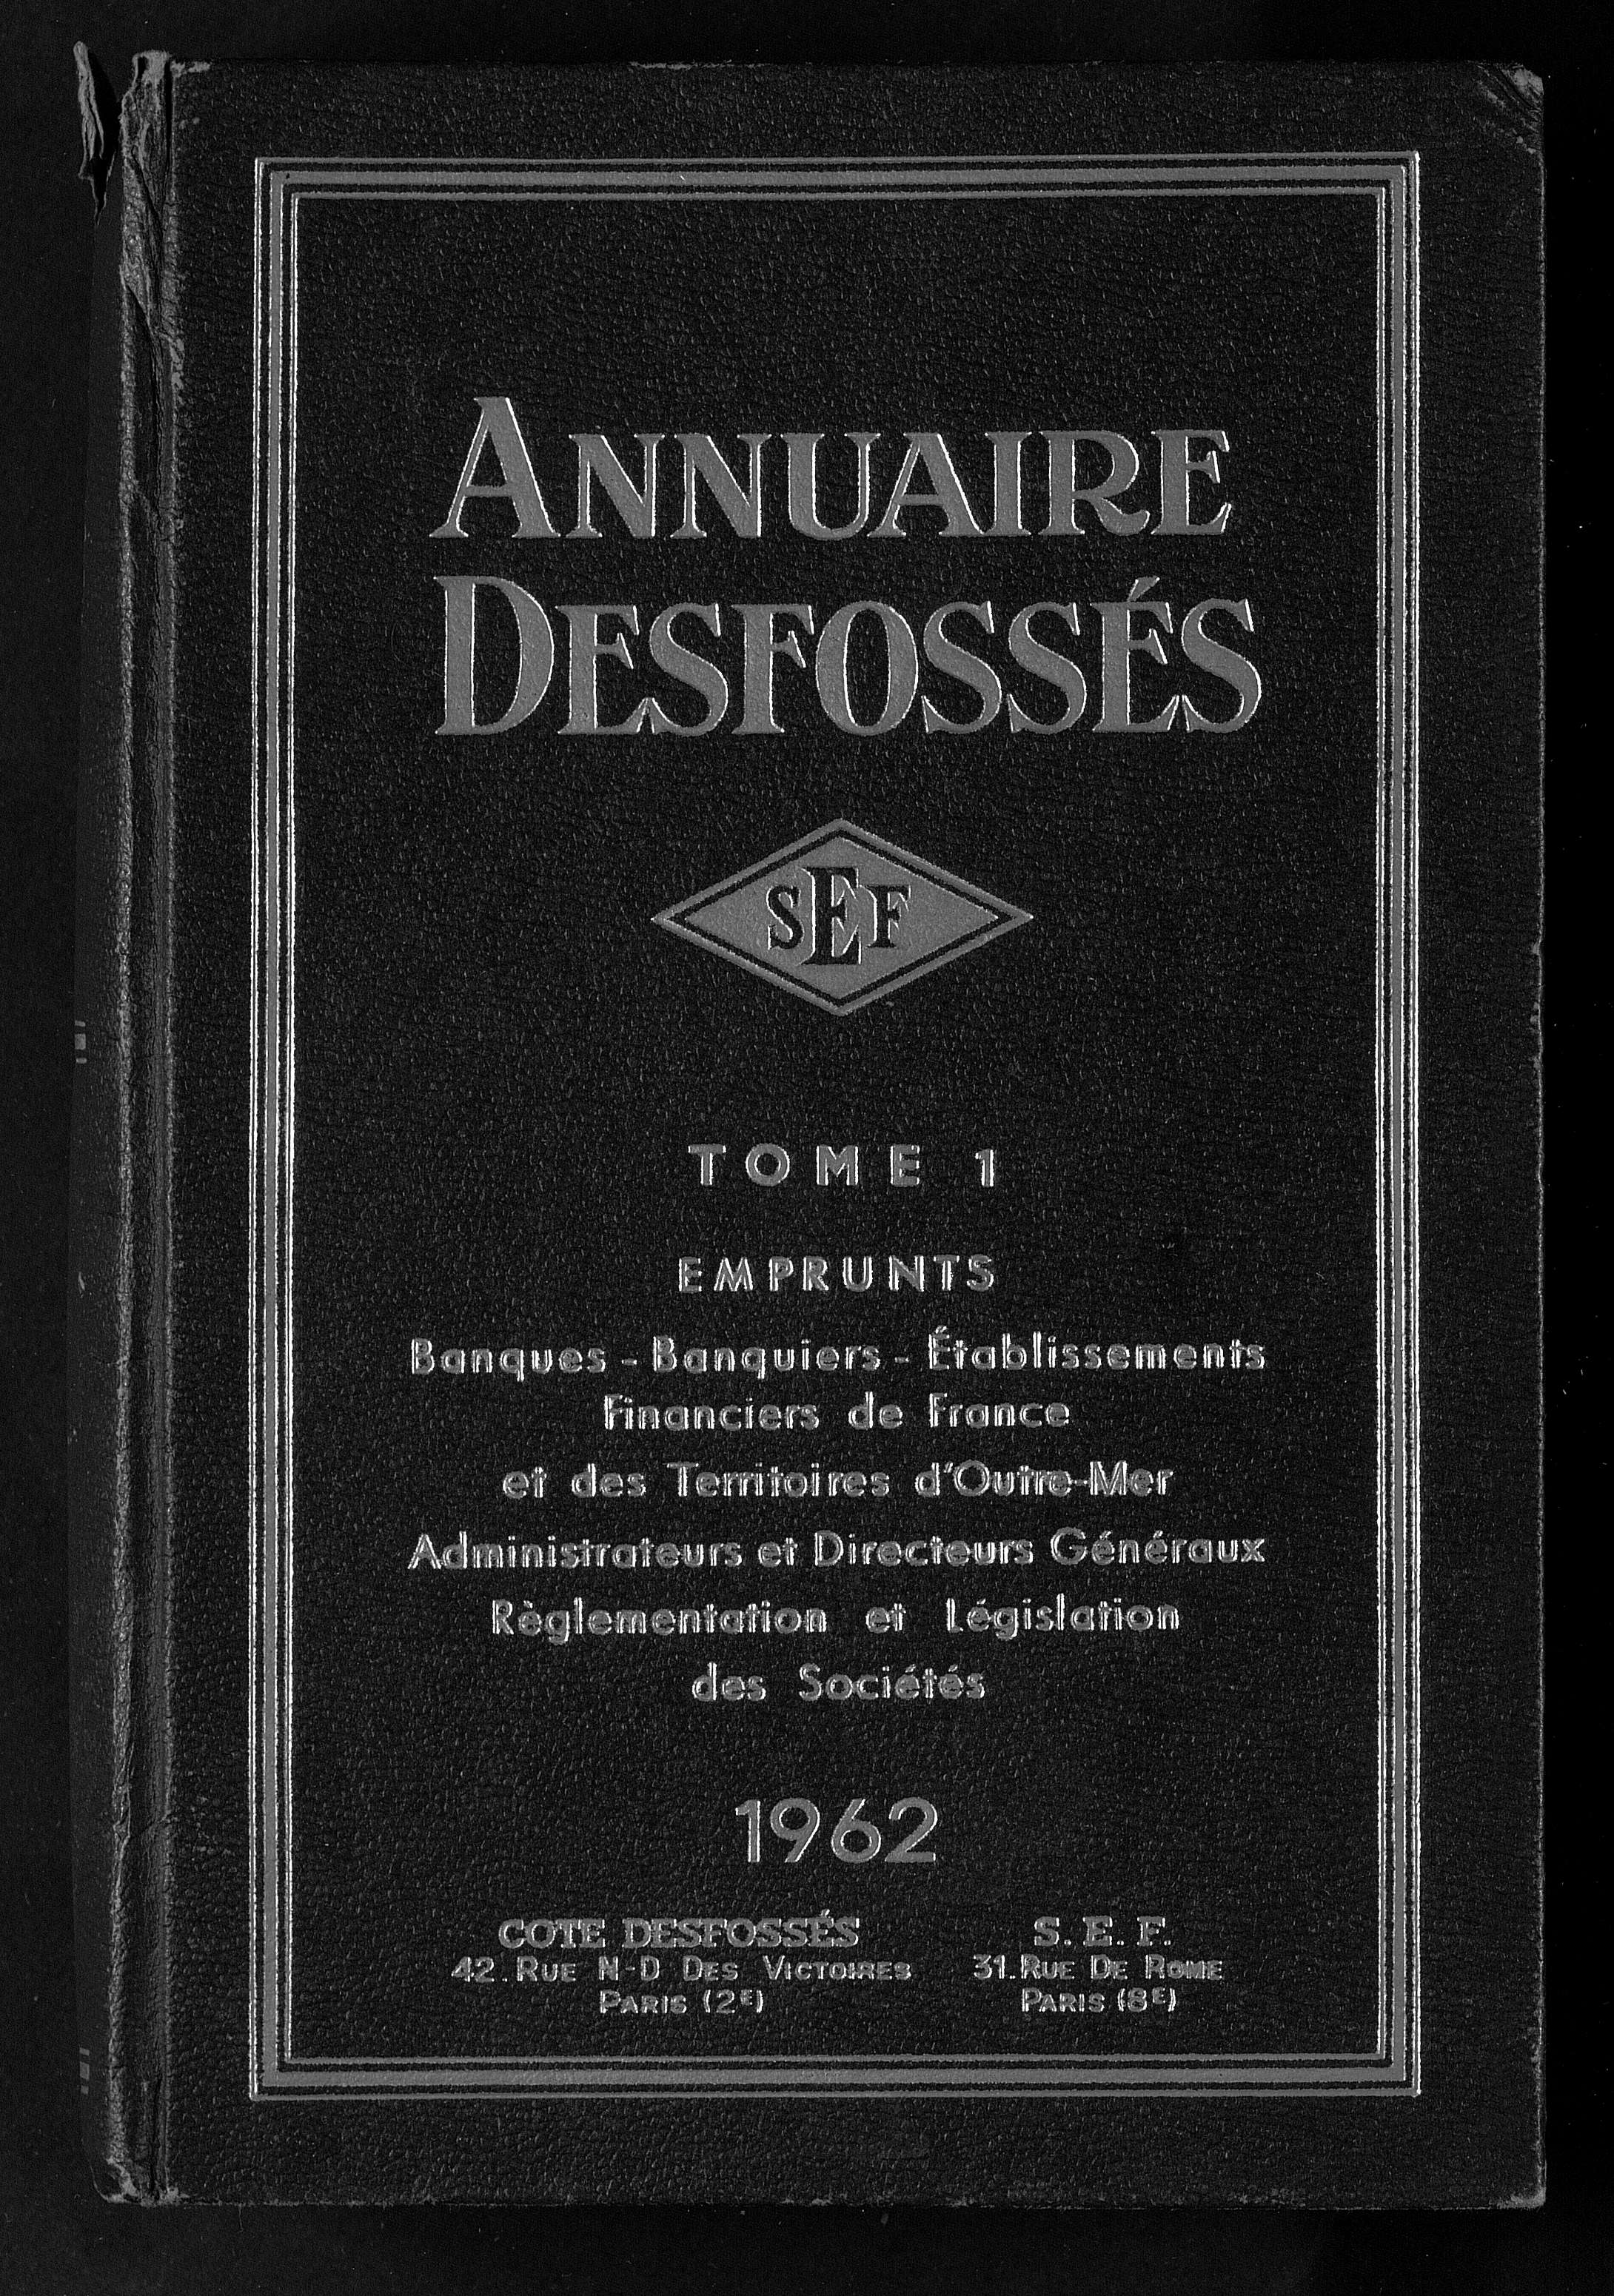 ANNUAIRE
DESFOSSÉS
SEF
TOME 1
EMPRUNTS
Banques - Banquiers - Établissements
Financiers de France
et des Territoires d'Outre-Mer
Administrateurs et Directeurs Généraux
Règlementation et Législation
des Sociétés
1962
COTE DESFOSSÉS
42. RUE N-D DES VICTOIRES
PARIS (2E)
S. E. F.
31. RUE DE ROME
PARIS (8E)